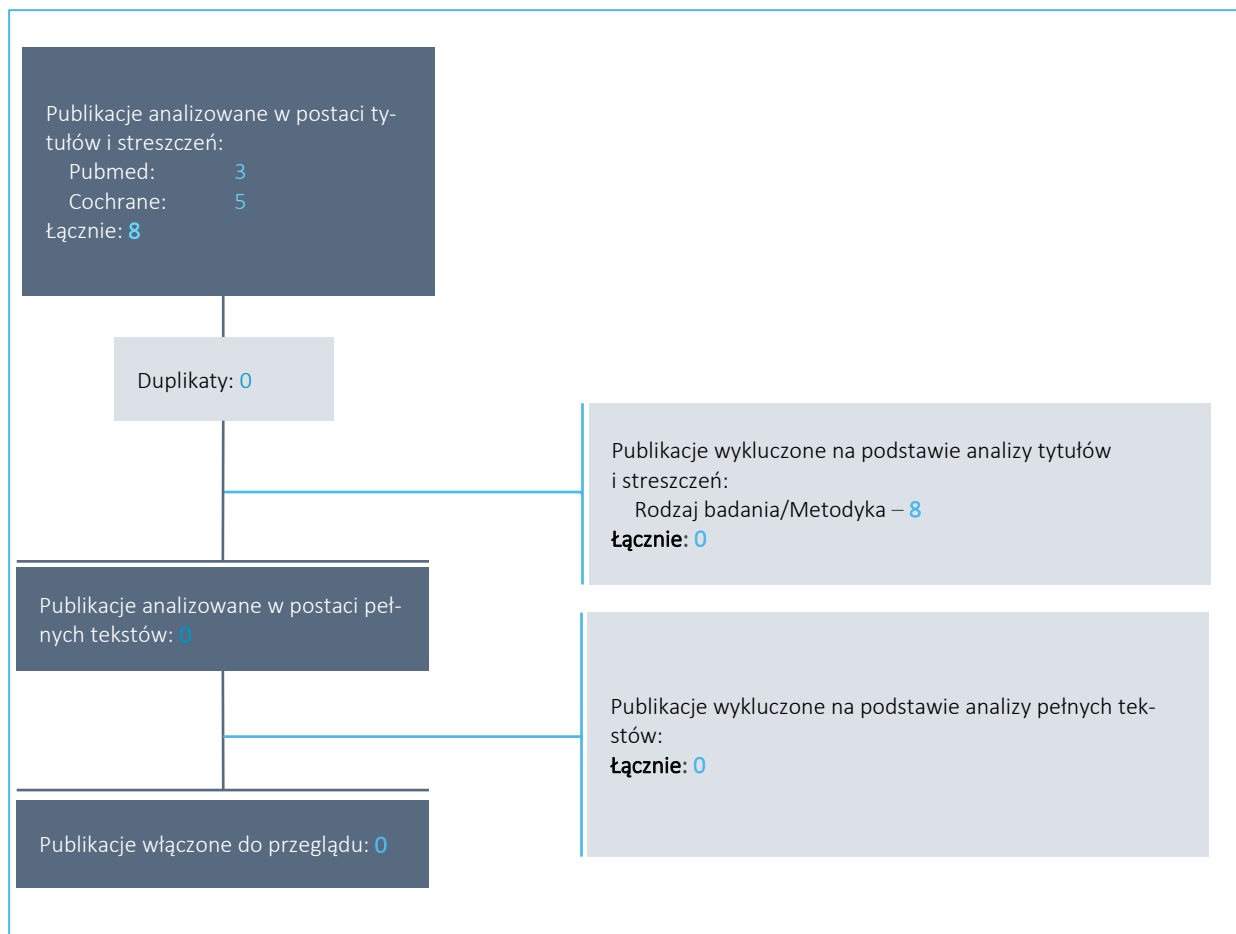 Publikacje analizowane w postaci ty-
tułów i streszczeń:
Pubmed: 3
Cochrane: 5
Łącznie: 8
Duplikaty: 0
Publikacje wykluczone na podstawie analizy tytułów
i streszczeń:
Rodzaj badania/Metodyka – 8
Łącznie: 0
Publikacje analizowane w postaci peł-
nych tekstów: 0
Publikacje wykluczone na podstawie analizy pełnych tek-
stów:
Łącznie: 0
Publikacje włączone do przeglądu: 0